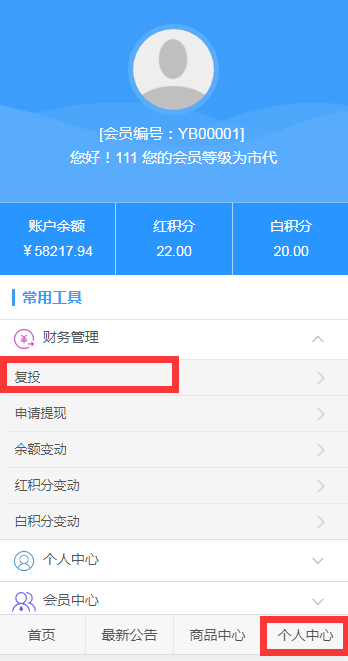 [会员编号：YB00001]
您好！111 您的会员等级为市代
账户余额 红积分 白积分
￥58217.94 22.00 20.00
常用工具
财务管理
复投
申请提现
余额变动
红积分变动
白积分变动
个人中心
会员中心
首页 最新公告 商品中心 个人中心